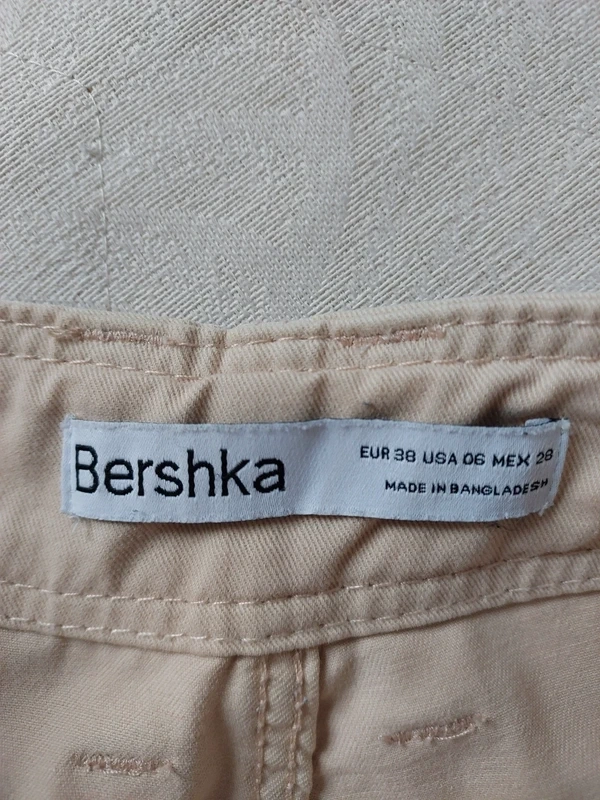 Bershka
EUR 38 USA 06 MEX 28
MADE IN BANGLADESH